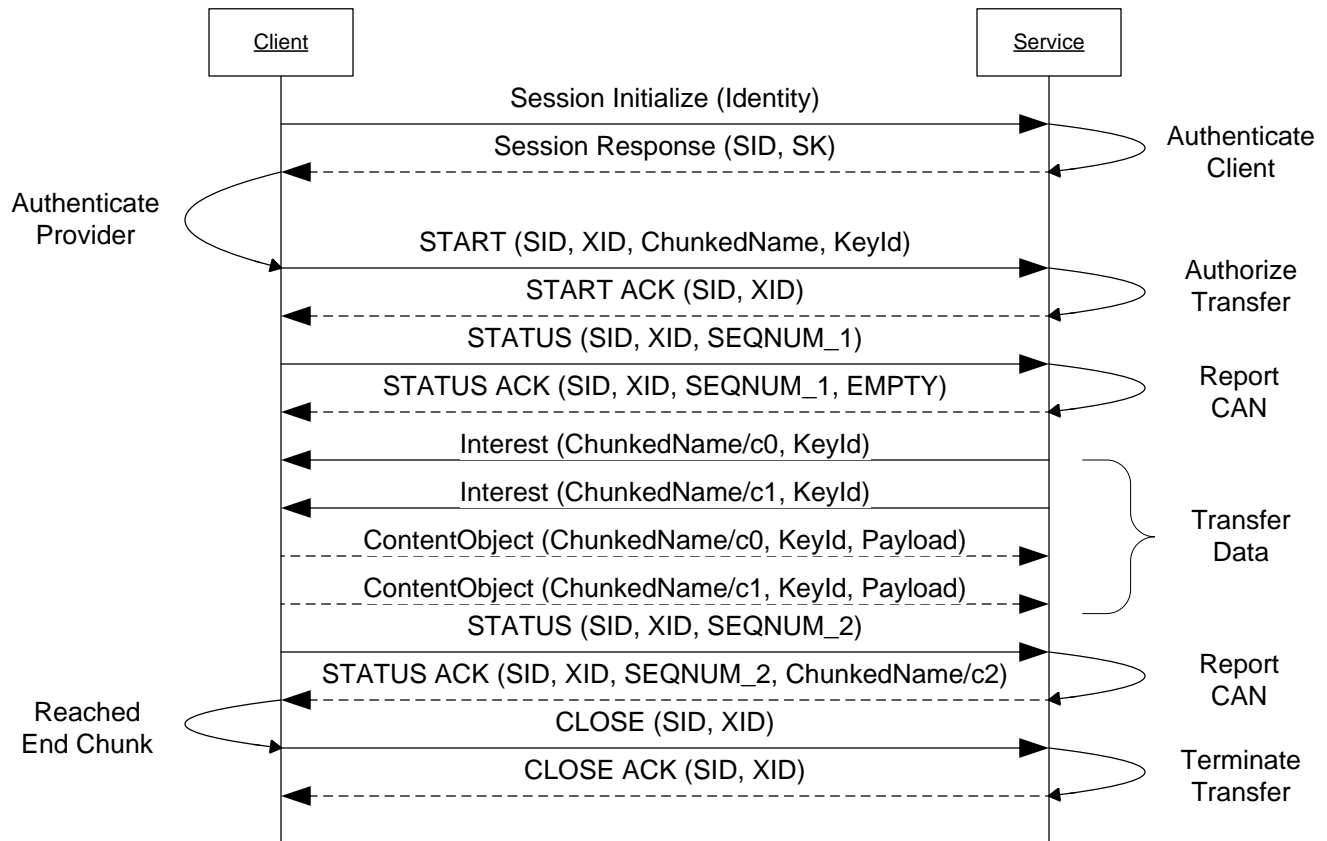 Client
Service
Session Initialize (Identity)
Session Response (SID, SK)
Authenticate
Client
Authenticate
Provider
START (SID, XID, ChunkedName, KeyId)
START ACK (SID, XID)
Authorize
Transfer
STATUS (SID, XID, SEQNUM_1)
STATUS ACK (SID, XID, SEQNUM_1, EMPTY)
Report
CAN
Interest (ChunkedName/c0, KeyId)
Interest (ChunkedName/c1, KeyId)
ContentObject (ChunkedName/c0, KeyId, Payload)
ContentObject (ChunkedName/c1, KeyId, Payload)
Transfer
Data
STATUS (SID, XID, SEQNUM_2)
STATUS ACK (SID, XID, SEQNUM_2, ChunkedName/c2)
Report
CAN
Reached
End Chunk
CLOSE (SID, XID)
CLOSE ACK (SID, XID)
Terminate
Transfer